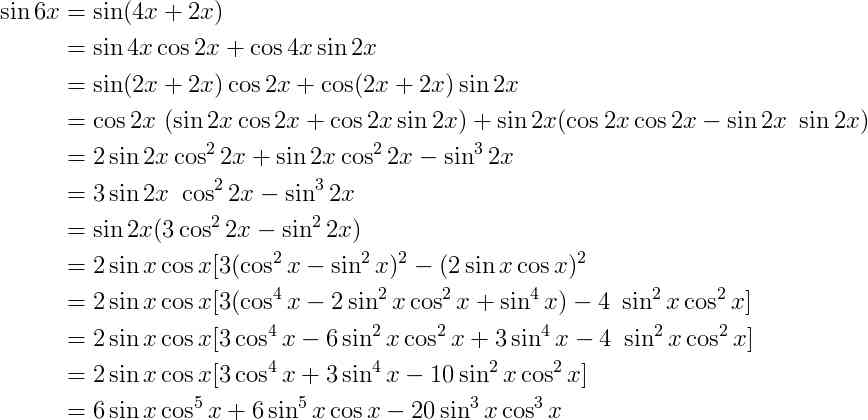 sin 6x = sin(4x + 2x)
= sin 4x cos 2x + cos 4x sin 2x
= sin(2x + 2x) cos 2x + cos(2x + 2x) sin 2x
= cos 2x (sin 2x cos 2x + cos 2x sin 2x) + sin 2x(cos 2x cos 2x − sin 2x sin 2x)
= 2 sin 2x cos² 2x + sin 2x cos² 2x − sin³ 2x
= 3 sin 2x cos² 2x − sin³ 2x
= sin 2x(3 cos² 2x − sin² 2x)
= 2 sin x cos x[3(cos² x − sin² x)² − (2 sin x cos x)²
= 2 sin x cos x[3(cos⁴ x − 2 sin² x cos² x + sin⁴ x) − 4 sin² x cos² x]
= 2 sin x cos x[3 cos⁴ x − 6 sin² x cos² x + 3 sin⁴ x − 4 sin² x cos² x]
= 2 sin x cos x[3 cos⁴ x + 3 sin⁴ x − 10 sin² x cos² x]
= 6 sin x cos⁵ x + 6 sin⁵ x cos x − 20 sin³ x cos³ x